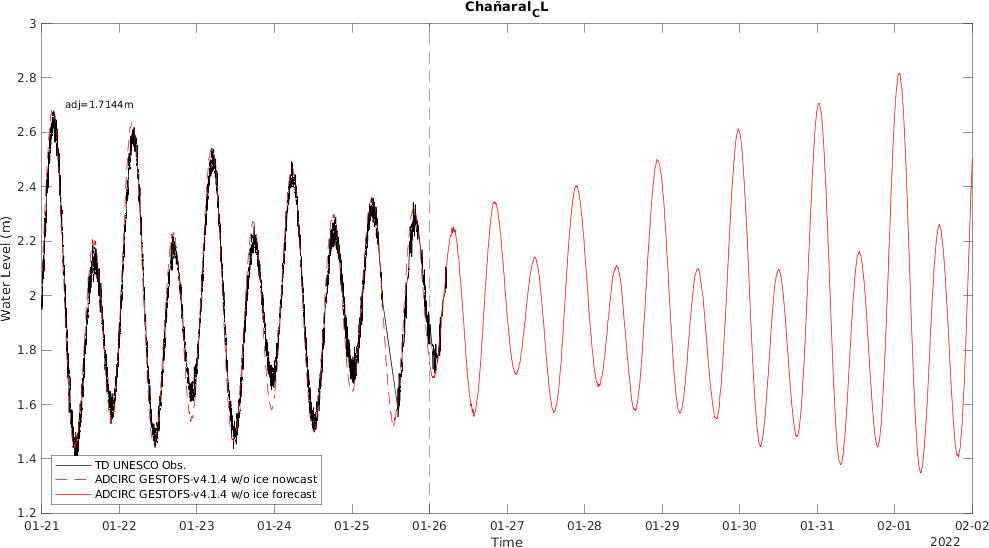 Chañaral_CL
adj=1.7144m
3
2.8
2.6
2.4
2.2
2
1.8
1.6
1.4
1.2
Water Level (m)
TD UNESCO Obs.
ADCIRC GESTOFS-v4.1.4 w/o ice nowcast
ADCIRC GESTOFS-v4.1.4 w/o ice forecast
01-21 01-22 01-23 01-24 01-25 01-26 01-27 01-28 01-29 01-30 01-31 02-01 02-02
Time
2022